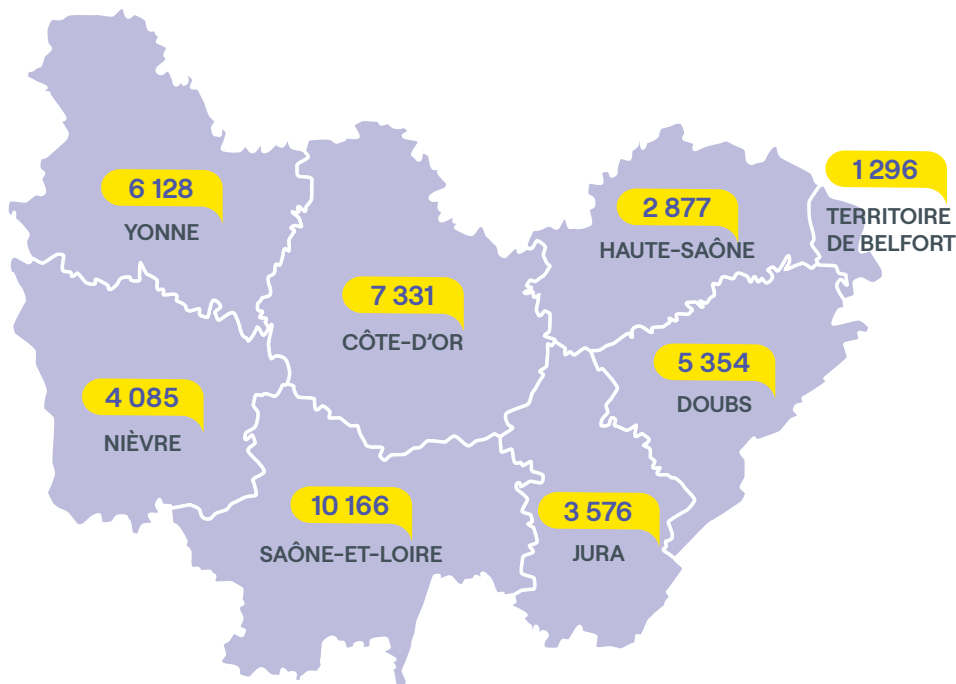 6 128
YONNE
1 296
TERRITOIRE
DE BELFORT
2 877
HAUTE-SAÔNE
7 331
CÔTE-D'OR
5 354
DOUBS
4 085
NIÈVRE
10 166
SAÔNE-ET-LOIRE
3 576
JURA